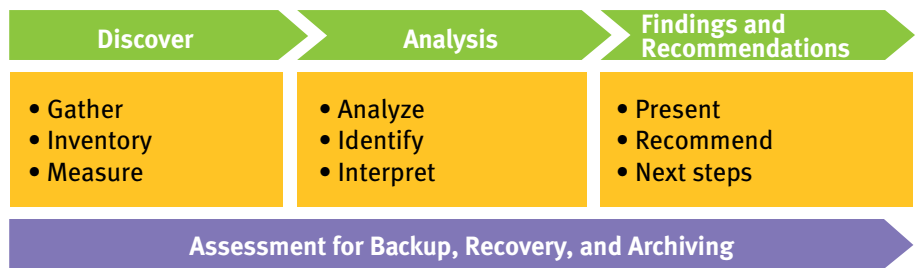 Discover
Analysis
Findings and
Recommendations
• Gather
• Inventory
• Measure
• Analyze
• Identify
• Interpret
• Present
• Recommend
• Next steps
Assessment for Backup, Recovery, and Archiving